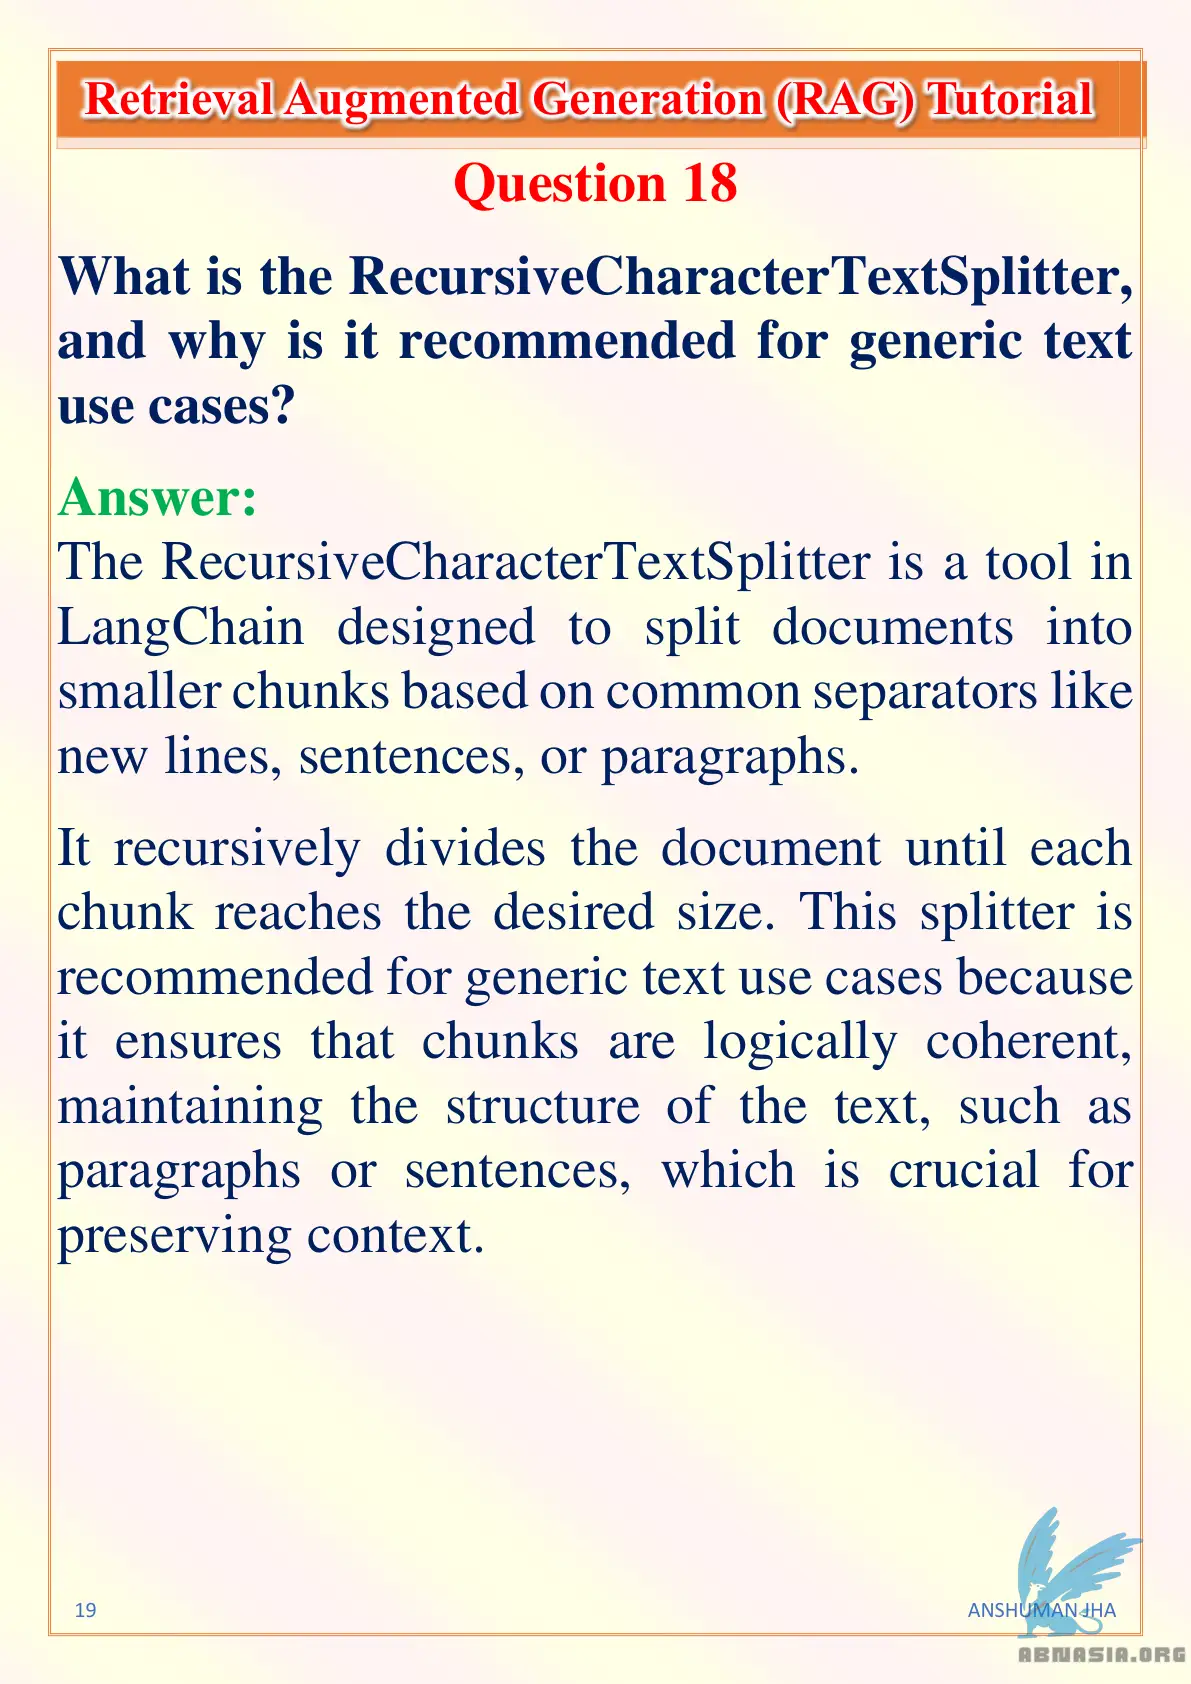 Retrieval Augmented Generation (RAG) Tutorial
Question 18
What is the RecursiveCharacterTextSplitter,
and why is it recommended for generic text
use cases?
Answer:
The RecursiveCharacterTextSplitter is a tool in
LangChain designed to split documents into
smaller chunks based on common separators like
new lines, sentences, or paragraphs.
It recursively divides the document until each
chunk reaches the desired size. This splitter is
recommended for generic text use cases because
it ensures that chunks are logically coherent,
maintaining the structure of the text, such as
paragraphs or sentences, which is crucial for
preserving context.
19
ANSHUMAN JHA
ABNASIA.ORG